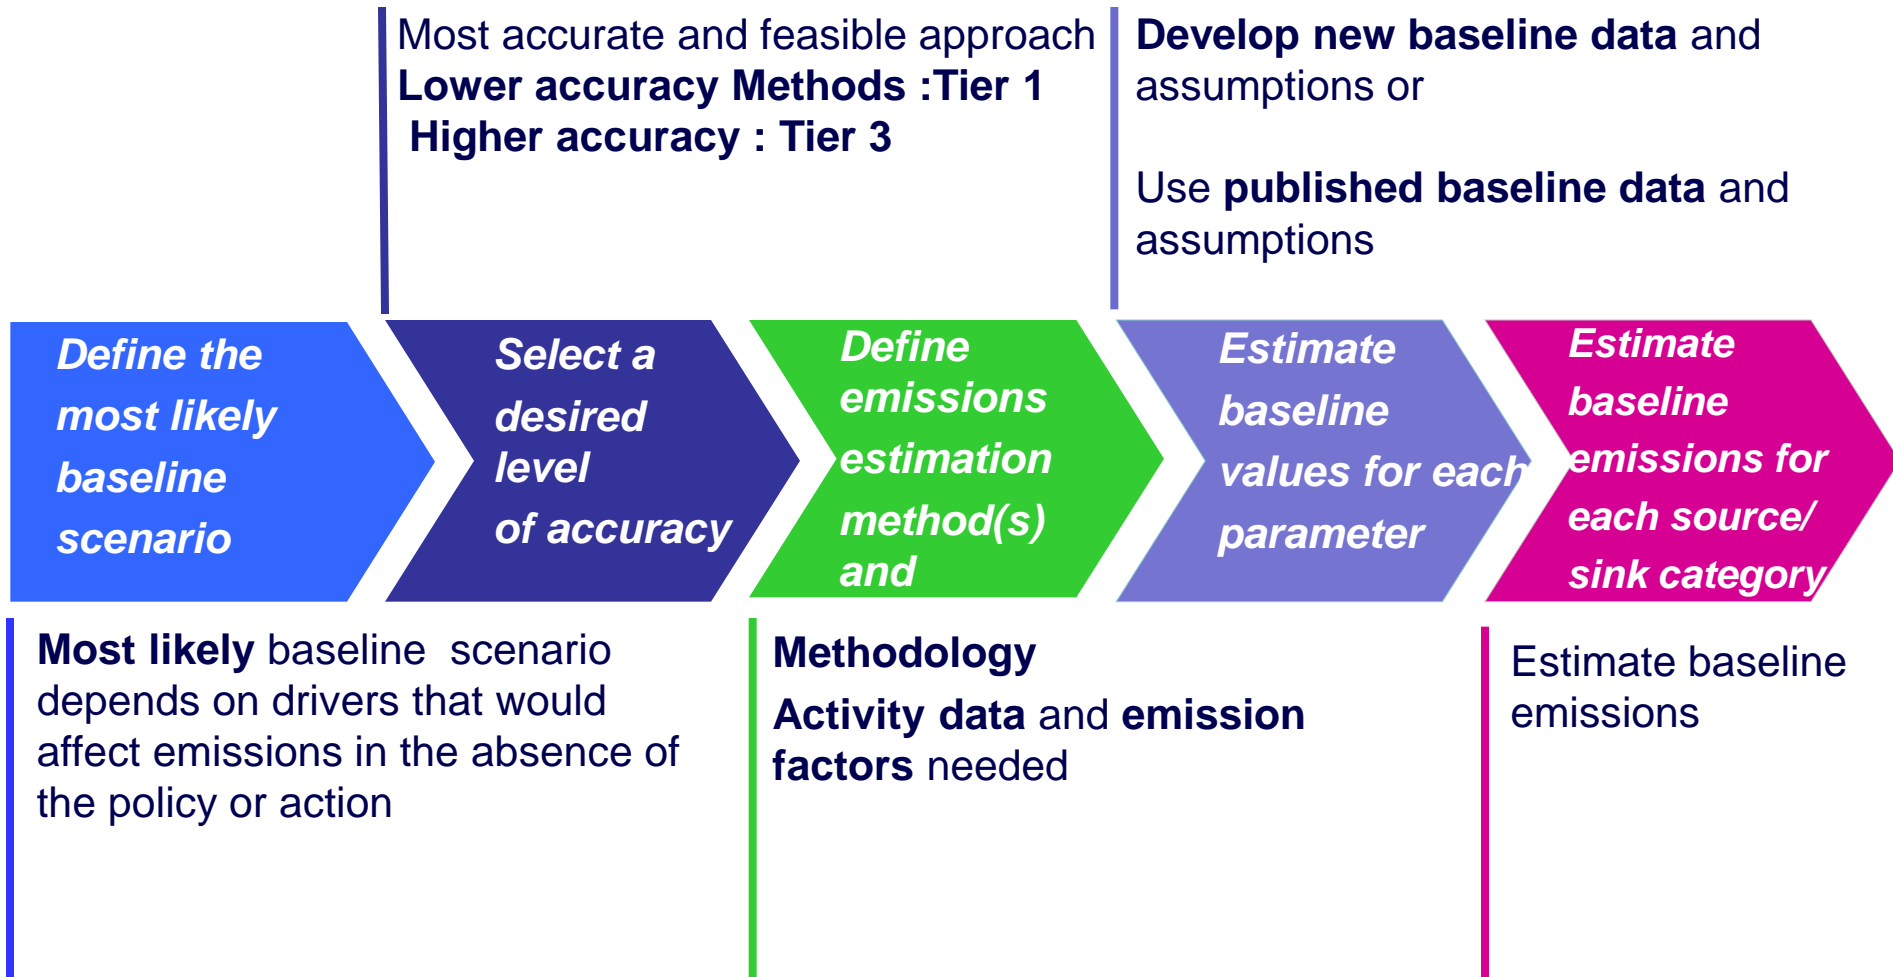 Most accurate and feasible approach
Lower accuracy Methods :Tier 1
Higher accuracy : Tier 3
Develop new baseline data and
assumptions or
Use published baseline data and
assumptions
Define the
most likely
baseline
scenario
Select a
desired
level
of accuracy
Define
emissions
estimation
method(s)
and
Estimate
baseline
values for each
parameter
Estimate
baseline
emissions for
each source/
sink category
Most likely baseline scenario
depends on drivers that would
affect emissions in the absence of
the policy or action
Methodology
Activity data and emission
factors needed
Estimate baseline
emissions